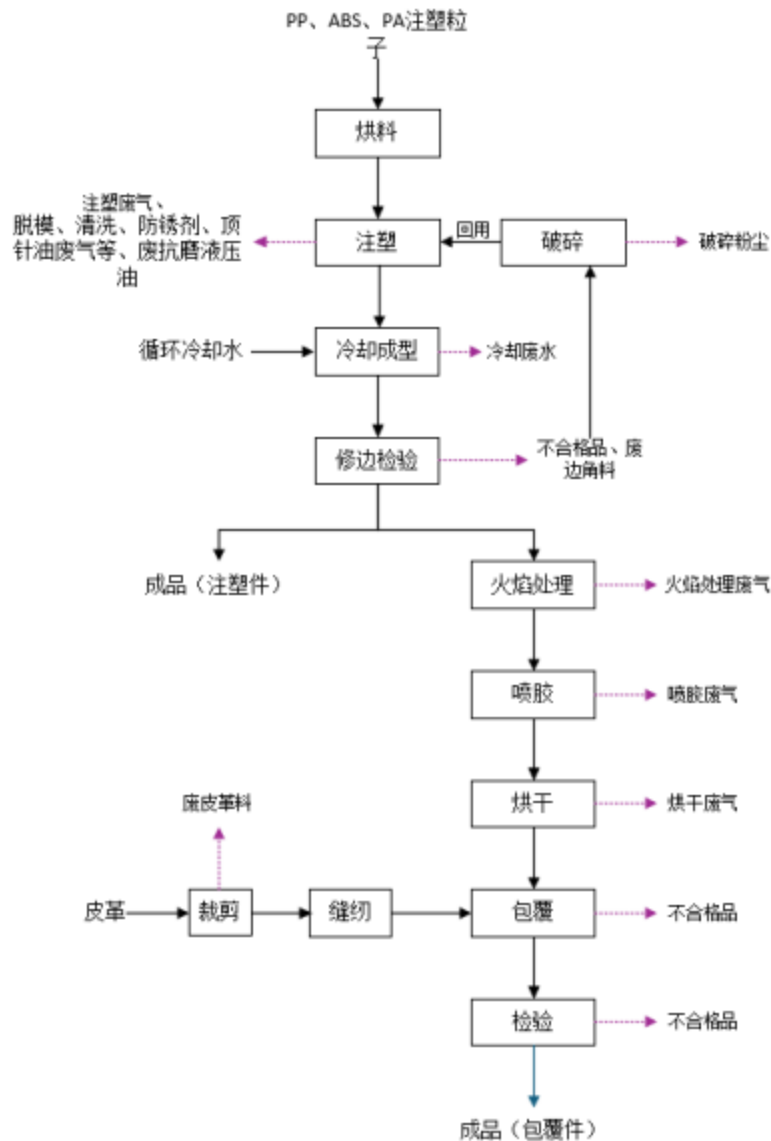 PP、ABS、PA注塑粒
子
烘料
注塑废气、
脱模、清洗、防锈剂、顶
针油废气等、废抗磨液压
油
注塑
回用
破碎
破碎粉尘
循环冷却水
冷却成型
冷却废水
修边检验
不合格品、废
边角料
成品（注塑件）
火焰处理
火焰处理废气
喷胶
喷胶废气
废皮革料
烘干
烘干废气
皮革
裁剪
缝纫
包覆
不合格品
检验
不合格品
成品（包覆件）